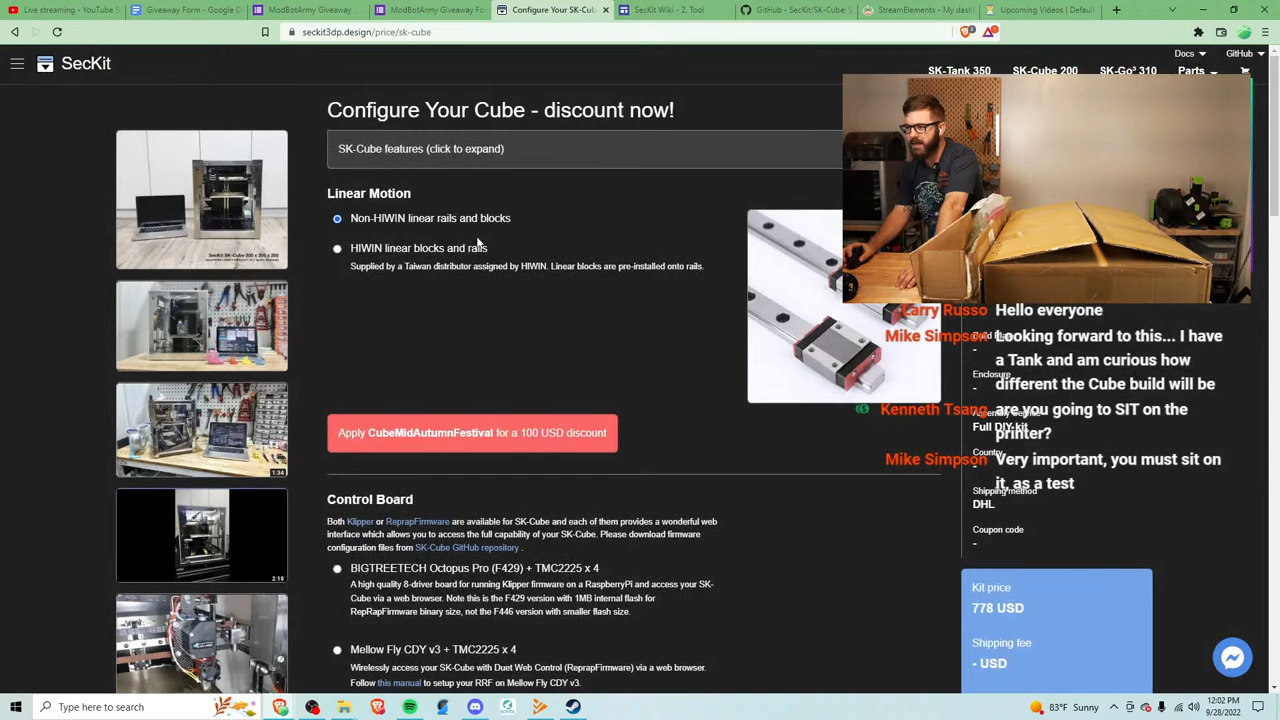 Live streaming - YouTube S
Giveaway Form - Google D
ModBotArmy Giveaway
ModBotArmy Giveaway Fom
Configure Your SK-Cub
SecKit Wiki - 2. Tool
GitHub - SecKit/SK-Cube: S
StreamElements - My dash
Upcoming Videos | Default
seckit3dp.design/price/sk-cube
Docs
GitHub
SecKit
SK-Tank 350
SK-Cube 200
SK-Go³ 310
Parts
Configure Your Cube - discount now!
SK-Cube features (click to expand)
Linear Motion
Non-HIWIN linear rails and blocks
HIWIN linear blocks and rails
Supplied by a Taiwan distributor assigned by HIWIN. Linear blocks are pre-installed onto rails.
SecKit SK-Cube 200 x 200 x 200
Apply CubeMidAutumnFestival for a 100 USD discount
1:34
Control Board
Both Klipper or ReprapFirmware are available for SK-Cube and each of them provides a wonderful web
interface which allows you to access the full capability of your SK-Cube. Please download firmware
configuration files from SK-Cube GitHub repository .
BIGTREETECH Octopus Pro (F429) + TMC2225 x 4
A high quality 8-driver board for running Klipper firmware on a RaspberryPi and access your SK-
Cube via a web browser. Note this is the F429 version with 1MB internal flash for
RepRapFirmware binary size, not the F446 version with smaller flash size.
2:18
Mellow Fly CDY v3 + TMC2225 x 4
Wirelessly access your SK-Cube with Duet Web Control (ReprapFirmware) via a web browser.
Follow this manual to setup your RRF on Mellow Fly CDY v3.
Larry Russo Hello everyone
Mike Simpson Looking forward to this... I have
a Tank and am curious how
different the Cube build will be
Kenneth Tsang are you going to SIT on the
printer?
Mike Simpson Very important, you must sit on
it, as a test
-
Enclosure
-
Full DIY kit
Country
-
Shipping method
DHL
Coupon code
-
Kit price
778 USD
Shipping fee
- USD
Type here to search
83°F Sunny
12:02 PM
9/28/2022